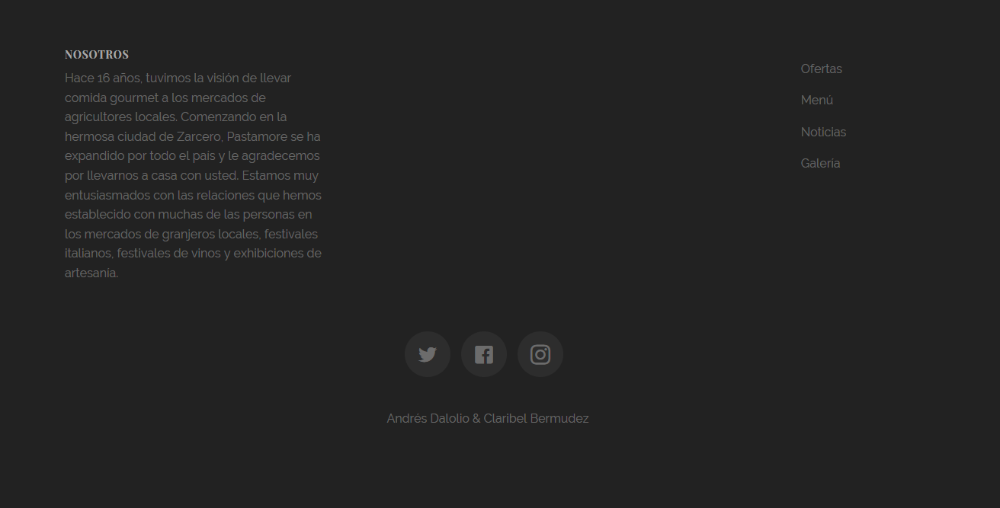 NOSOTROS
Hace 16 años, tuvimos la visión de llevar
comida gourmet a los mercados de
agricultores locales. Comenzando en la
hermosa ciudad de Zarcero, Pastamore se ha
expandido por todo el país y le agradecemos
por llevarnos a casa con usted. Estamos muy
entusiasmados con las relaciones que hemos
establecido con muchas de las personas en
los mercados de granjeros locales, festivales
italianos, festivales de vinos y exhibiciones de
artesanía.
Ofertas
Menú
Noticias
Galería
Andrés Dalolio & Claribel Bermudez